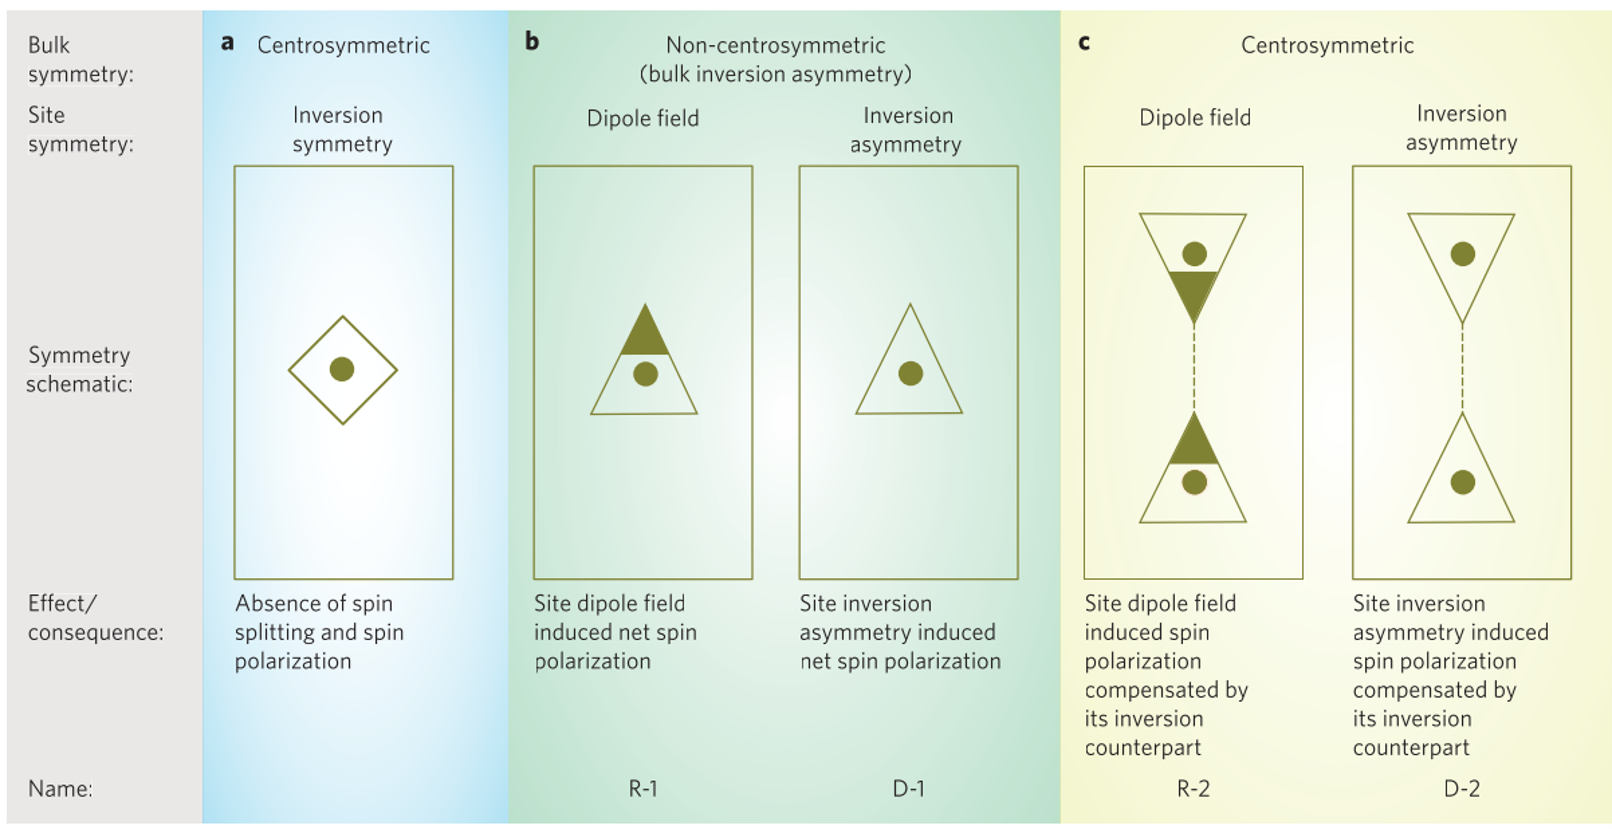 Bulk
symmetry:
a Centrosymmetric
b Non-centrosymmetric
(bulk inversion asymmetry)
c Centrosymmetric
Site
symmetry:
Inversion
symmetry
Dipole field
Inversion
asymmetry
Dipole field
Inversion
asymmetry
Symmetry
schematic:
Effect/
consequence:
Absence of spin
splitting and spin
polarization
Site dipole field
induced net spin
polarization
Site inversion
asymmetry induced
net spin polarization
Site dipole field
induced spin
polarization
compensated by
its inversion
counterpart
Site inversion
asymmetry induced
spin polarization
compensated by
its inversion
counterpart
Name:
R-1
D-1
R-2
D-2